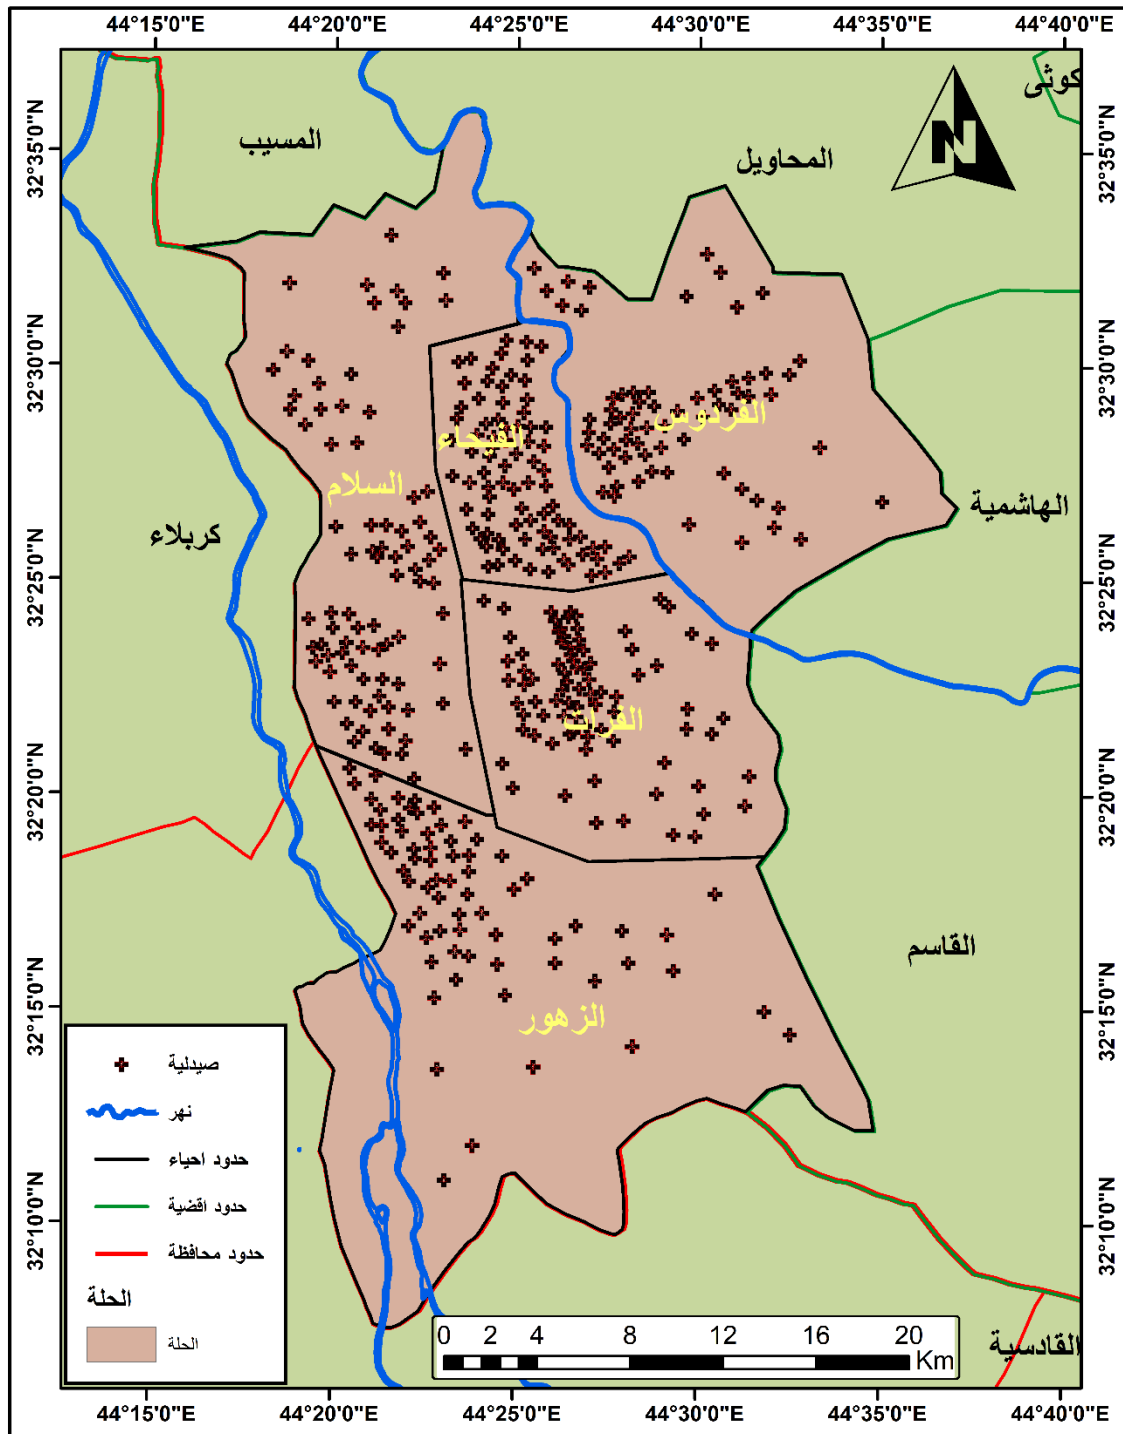 44°15'0"E 44°20'0"E 44°25'0"E 44°30'0"E 44°35'0"E 44°40'0"E
كوثى
N
المسيب
المحاويل
32°35'0"N 32°35'0"N
32°30'0"N 32°30'0"N
الفردوس
الفيحاء
السلام
الهاشمية
كربلاء
32°25'0"N 32°25'0"N
الفرات
32°20'0"N 32°20'0"N
القاسم
32°15'0"N 32°15'0"N
الزهور
صيدلية
نهر
حدود احياء
حدود اقضية
حدود محافظة
الحلة
الحلة
32°10'0"N 32°10'0"N
0 2 4 8 12 16 20
Km
القادسية
44°15'0"E 44°20'0"E 44°25'0"E 44°30'0"E 44°35'0"E 44°40'0"E